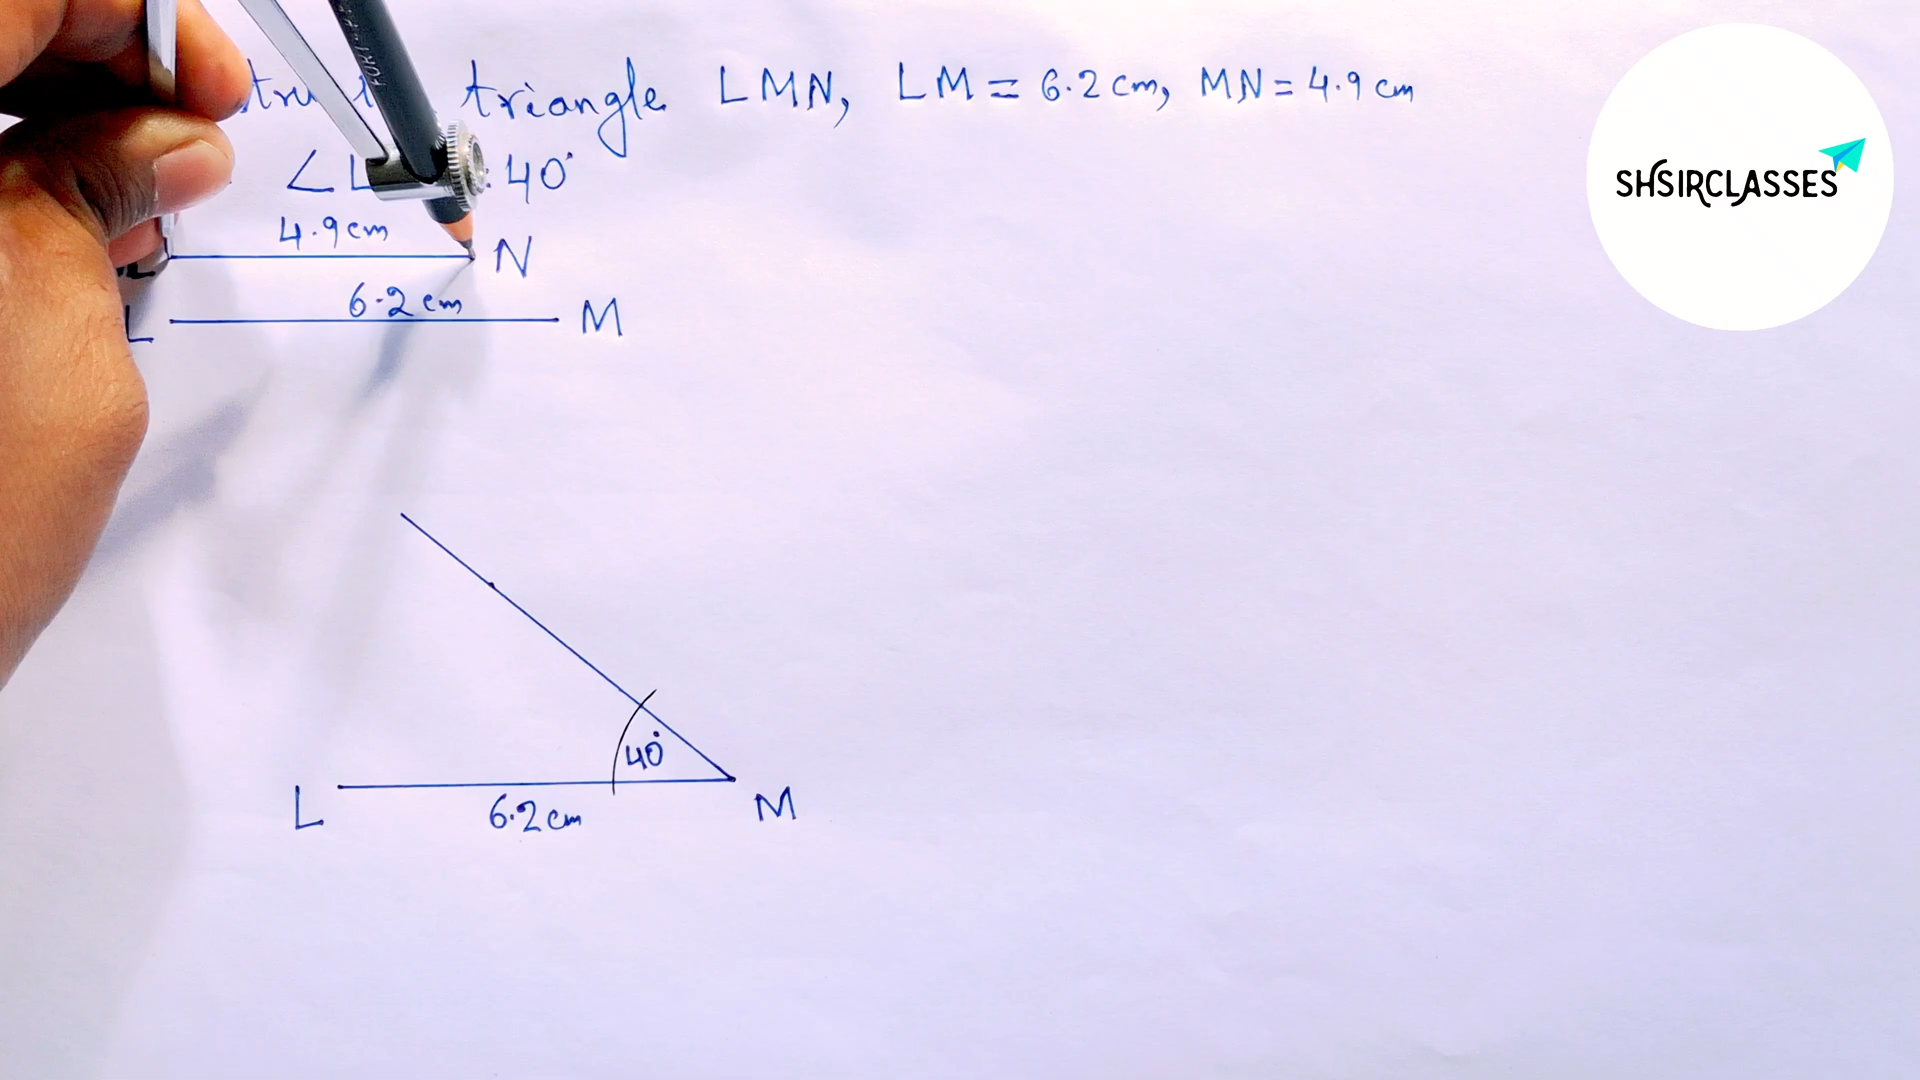 triangle LMN, LM = 6.2 cm, MN = 4.9 cm
∠L 40°
4.9 cm
L N
6.2 cm
L M
40°
L 6.2 cm M
SHSIRCLASSES